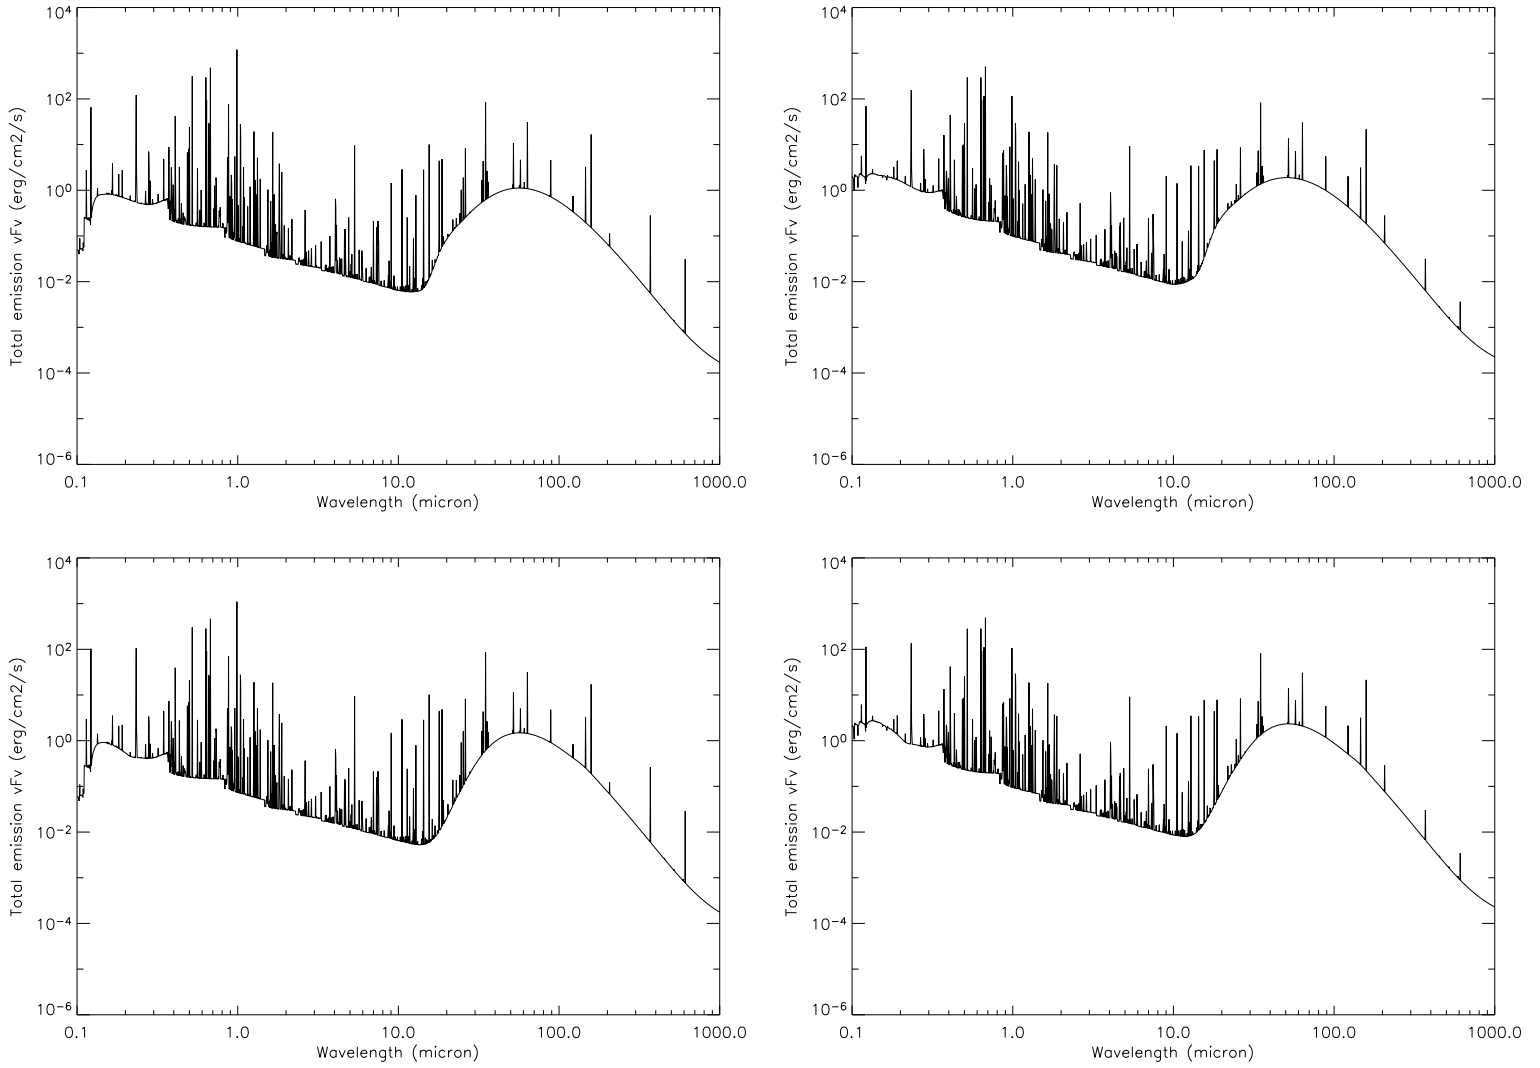 10⁴ 10⁴
10² 10²
10⁰ 10⁰
10⁻² 10⁻²
10⁻⁴ 10⁻⁴
10⁻⁶ 10⁻⁶
Total emission νFν (erg/cm2/s) Total emission νFν (erg/cm2/s)
0.1 1.0 10.0 100.0 1000.0 0.1 1.0 10.0 100.0 1000.0
Wavelength (micron) Wavelength (micron)
10⁴ 10⁴
10² 10²
10⁰ 10⁰
10⁻² 10⁻²
10⁻⁴ 10⁻⁴
10⁻⁶ 10⁻⁶
Total emission νFν (erg/cm2/s) Total emission νFν (erg/cm2/s)
0.1 1.0 10.0 100.0 1000.0 0.1 1.0 10.0 100.0 1000.0
Wavelength (micron) Wavelength (micron)